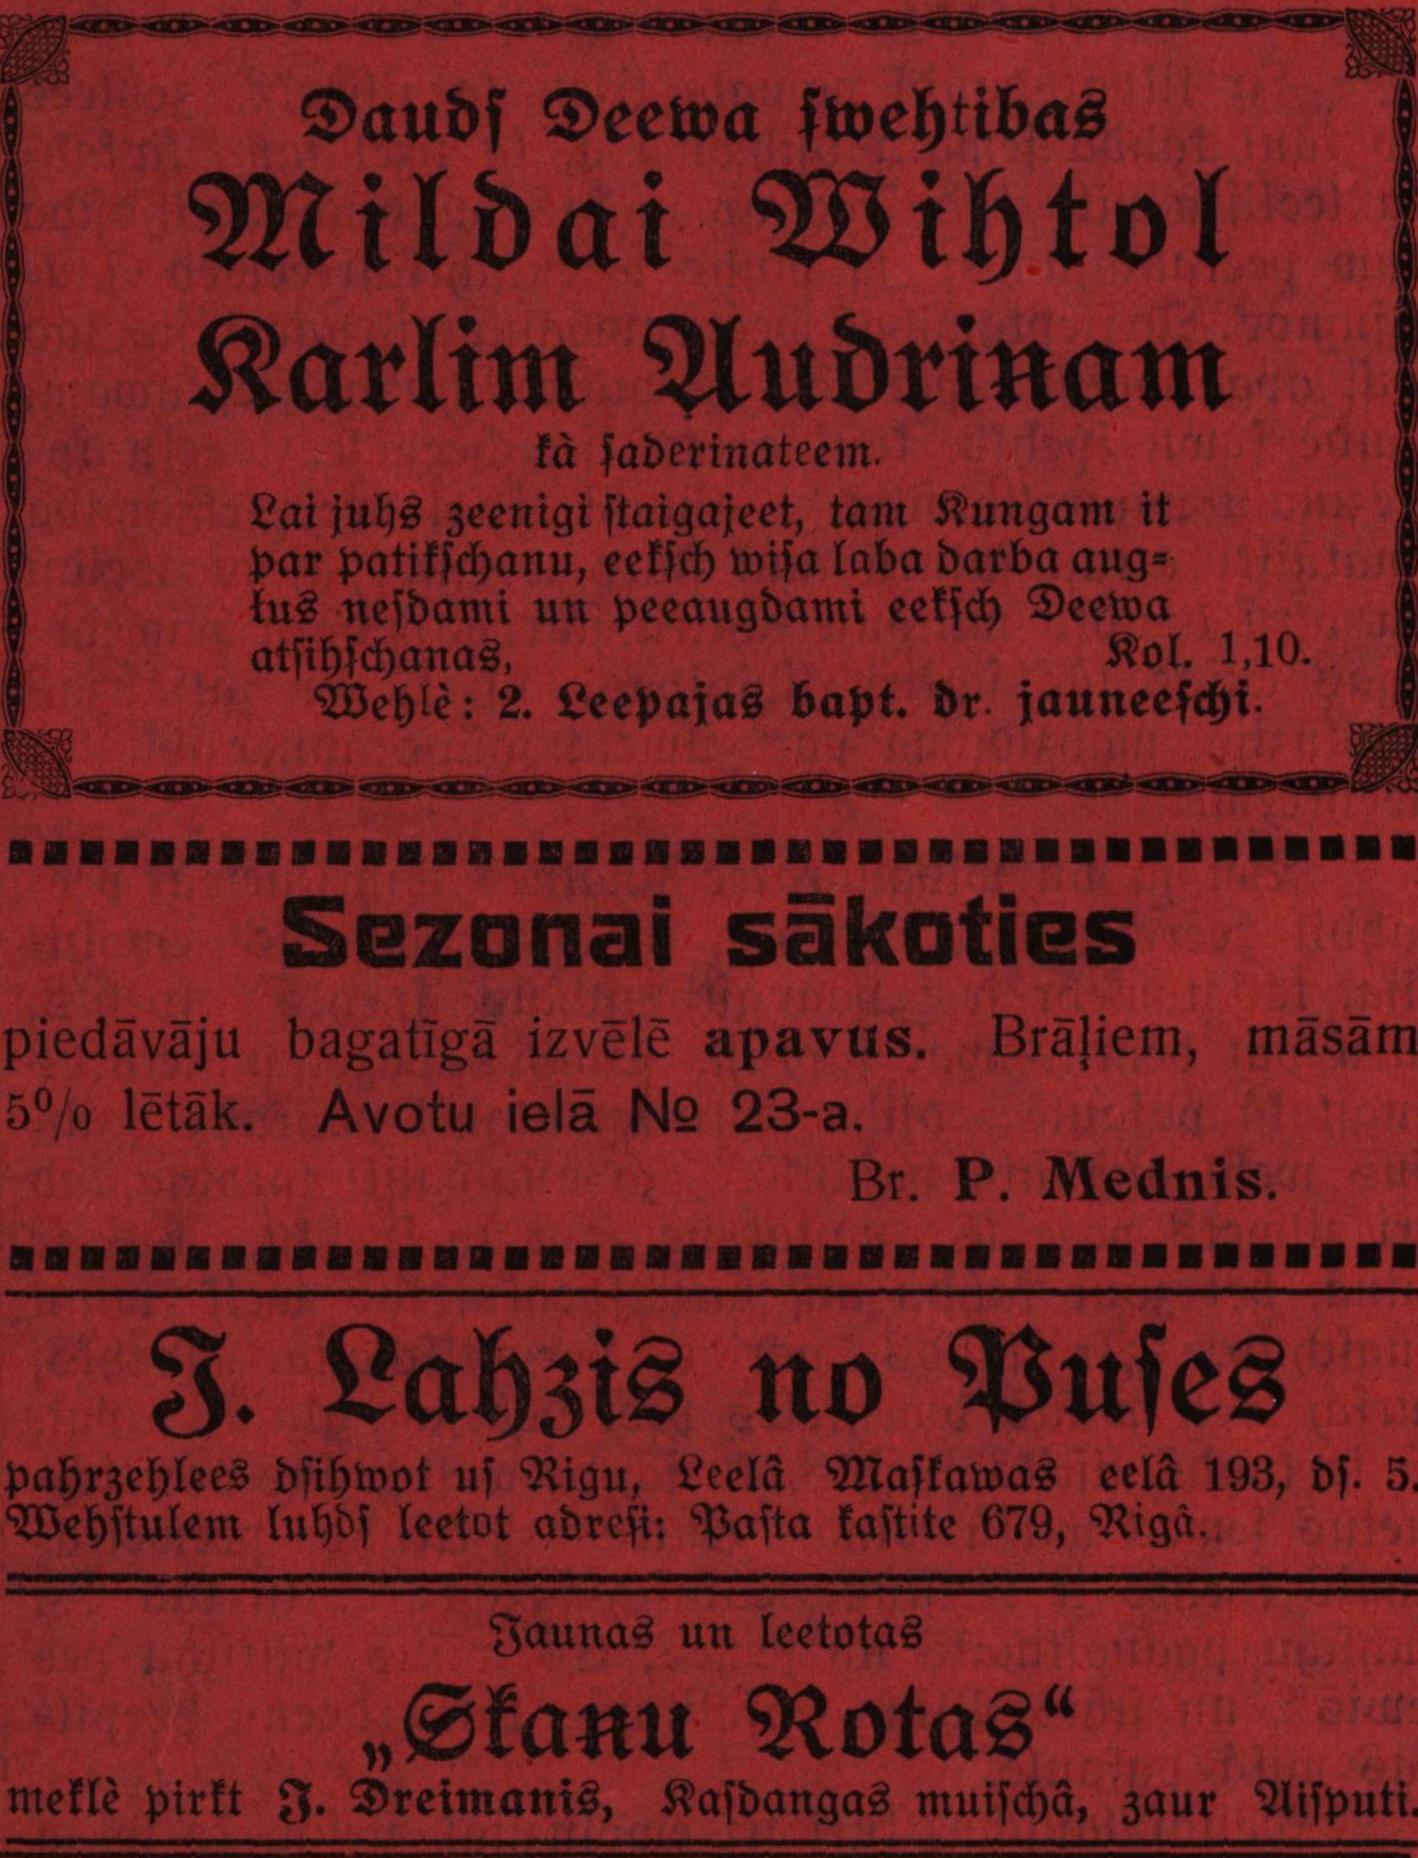 Daudſ Deewa ſwehtibas
Mildai Wihtol
Karlim Audriņam
kà ſaderinateem.
Lai juhs zeenigi ſtaigajeet, tam Kungam it
par patikſchanu, eekſch wiſa laba darba aug⸗
ļus neſdami un peeaugdami eekſch Deewa
atſihſchanas, Kol. 1,10.
Wehlè: 2. Leepajas bapt. dr. jauneeſchi.
Sezonai sākoties
piedāvāju bagatīgā izvēlē apavus. Brāļiem, māsām
5% lētāk. Avotu ielā № 23-a.
Br. P. Mednis.
J. Lahzis no Puſes
pahrzehlees dſihwot uſ Rigu, Leelâ Maſkawas eelâ 193, dſ. 5.
Wehſtulem luhdſ leetot adreſi: Paſta kaſtite 679, Rigâ.
Jaunas un leetotas
„Skaņu Rotas“
meklè pirkt J. Dreimanis, Kaſdangas muiſchâ, zaur Aiſputi.